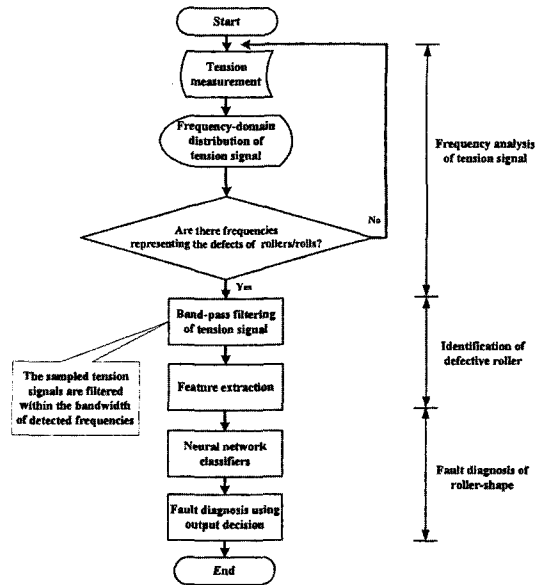 Start
Tension
measurement
Frequency-domain
distribution of
tension signal
Are there frequencies
representing the defects of rollers/rolls?
No
Yes
Band-pass filtering
of tension signal
The sampled tension
signals are filtered
within the bandwidth
of detected frequencies
Feature extraction
Neural network
classifiers
Fault diagnosis using
output decision
End
Frequency analysis
of tension signal
Identification of
defective roller
Fault diagnosis of
roller-shape